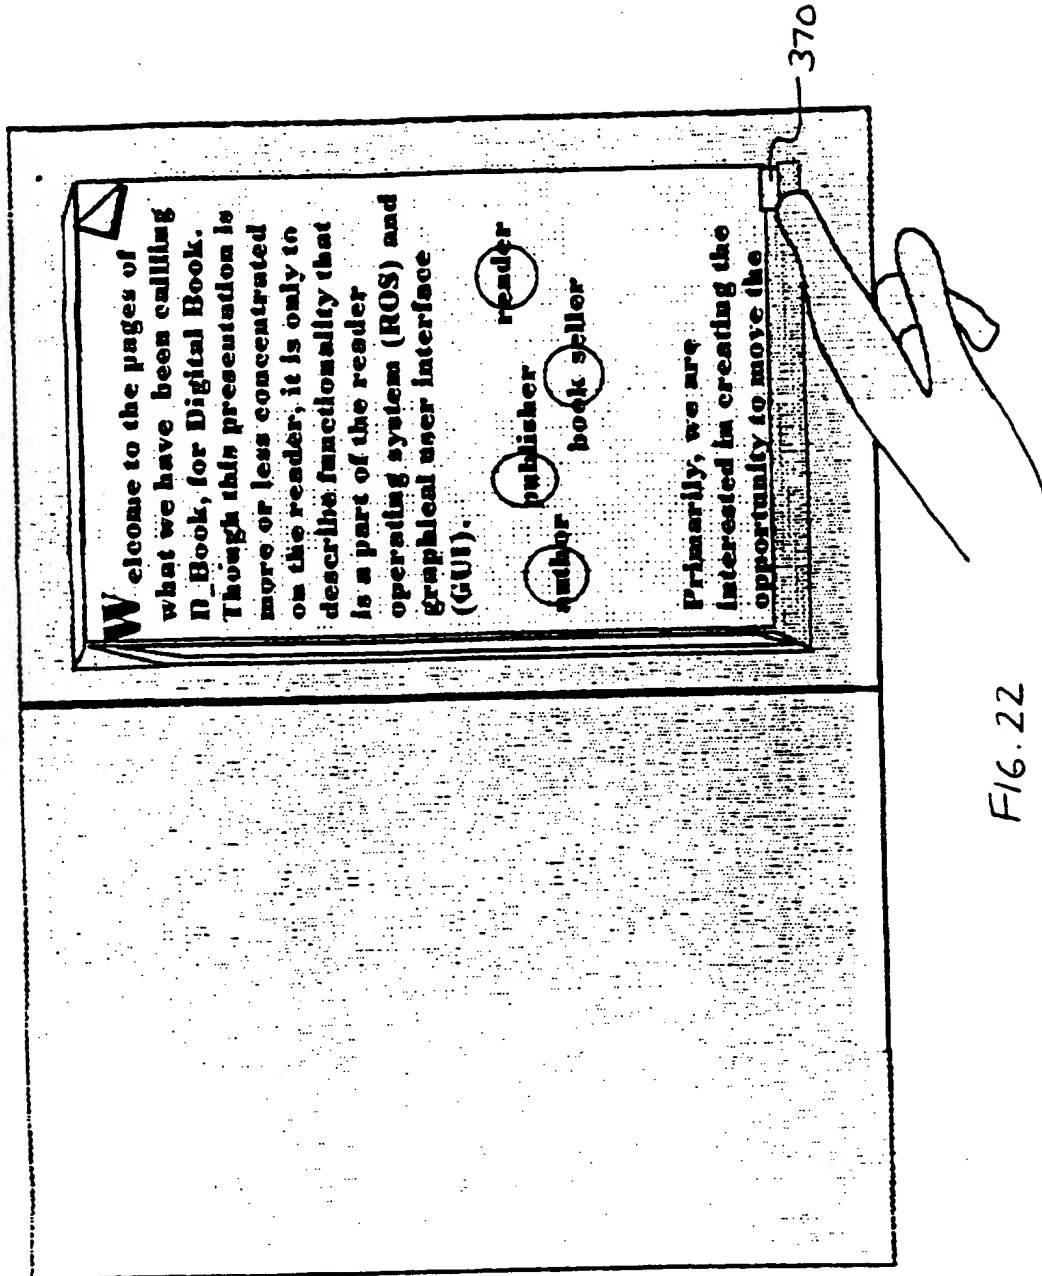 Welcome to the pages of
what we have been callling
D_Book, for Digital Book.
Though this presentation is
more or less concentrated
on the reader, it is only to
describe functionality that
is a part of the reader
operating system (ROS) and
graphical user interface
(GUI).
author
publisher
book seller
reader
Primarily, we are
interested in creating the
opportunity to move the
370
FIG. 22